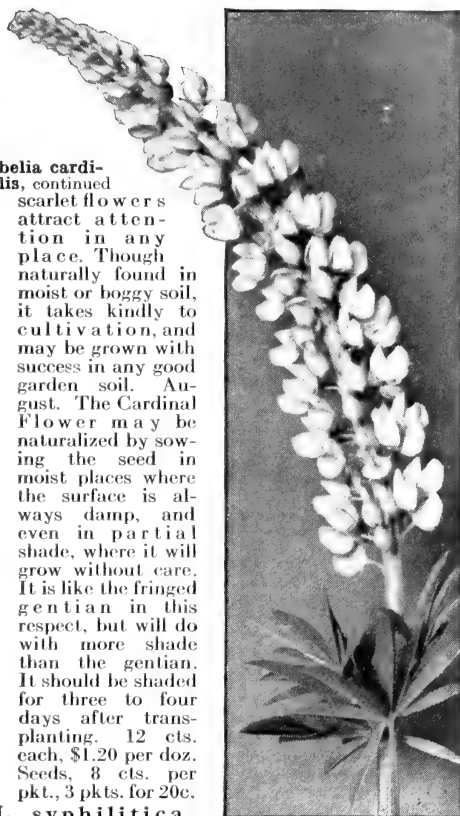 belia cardi-
lis, continued
scarlet flowers
attract atten-
tion in any
place. Though
naturally found in
moist or boggy soil,
it takes kindly to
cultivation, and
may be grown with
success in any good
garden soil. Au-
gust. The Cardinal
Flower may be
naturalized by sow-
ing the seed in
moist places where
the surface is al-
ways damp, and
even in partial
shade, where it will
grow without care.
It is like the fringed
gentian in this
respect, but will do
with more shade
than the gentian.
It should be shaded
for three to four
days after trans-
planting. 12 cts.
each, $1.20 per doz.
Seeds, 8 cts. per
pkt., 3 pkts. for 20c.
L. syphilitica